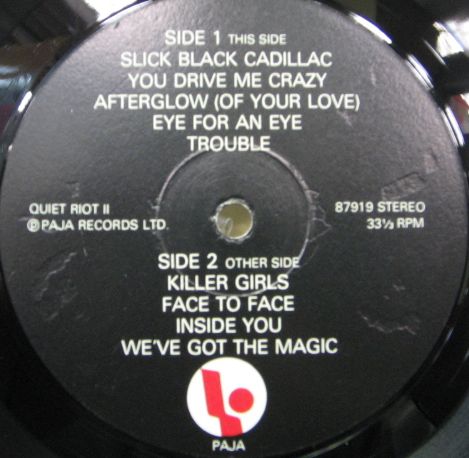 SIDE 1 THIS SIDE
SLICK BLACK CADILLAC
YOU DRIVE ME CRAZY
AFTERGLOW (OF YOUR LOVE)
EYE FOR AN EYE
TROUBLE
QUIET RIOT II
℗ PAJA RECORDS LTD.
87919 STEREO
33⅓ RPM
SIDE 2 OTHER SIDE
KILLER GIRLS
FACE TO FACE
INSIDE YOU
WE'VE GOT THE MAGIC
PAJA